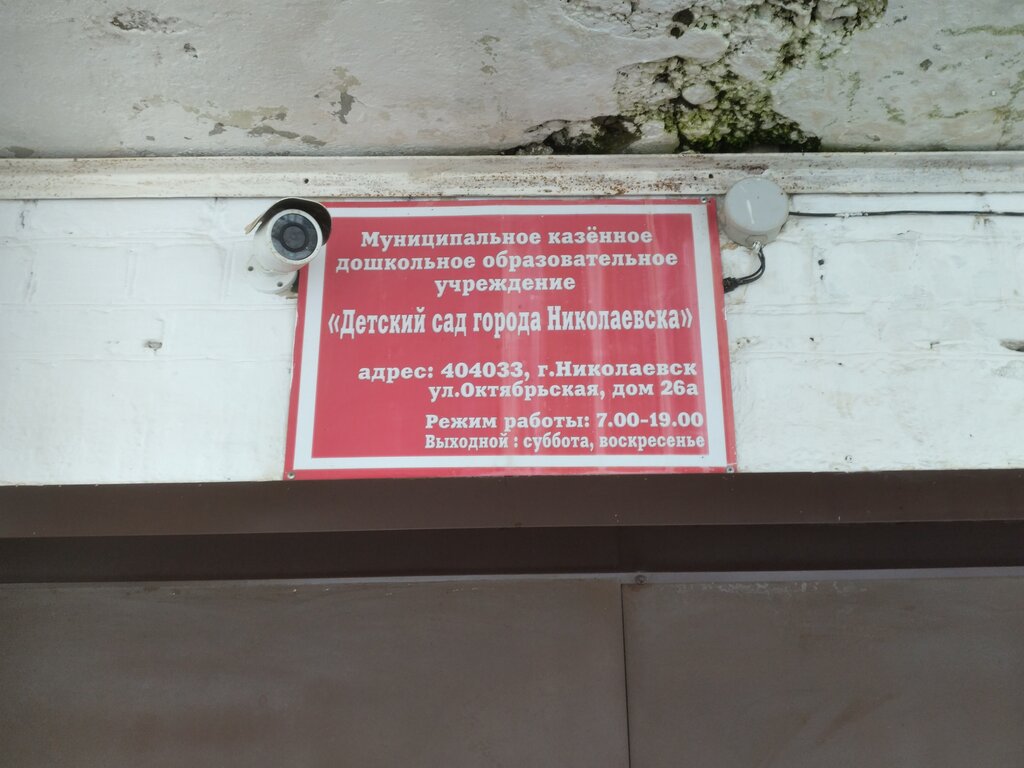 Муниципальное казённое
дошкольное образовательное
учреждение
«Детский сад города Николаевска»
адрес: 404033, г.Николаевск
ул.Октябрьская, дом 26а
Режим работы: 7.00-19.00
Выходной : суббота, воскресенье